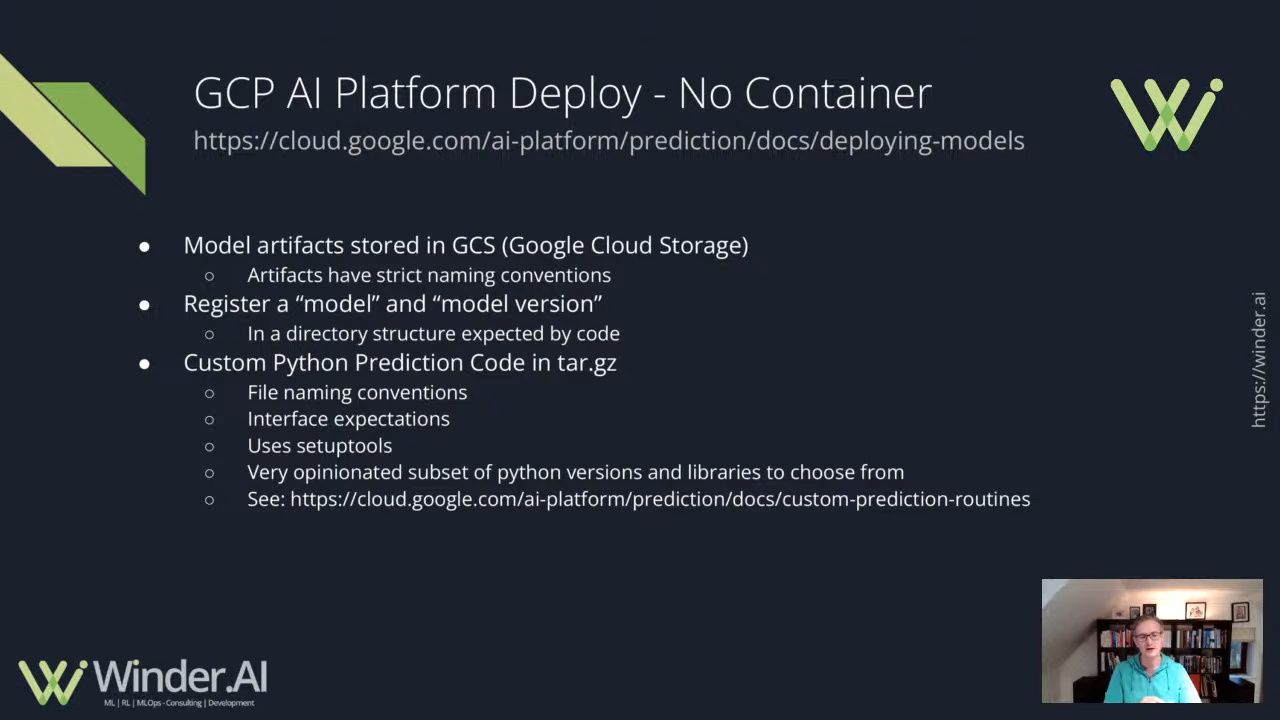 GCP AI Platform Deploy - No Container
https://cloud.google.com/ai-platform/prediction/docs/deploying-models
● Model artifacts stored in GCS (Google Cloud Storage)
○ Artifacts have strict naming conventions
● Register a “model” and “model version”
○ In a directory structure expected by code
● Custom Python Prediction Code in tar.gz
○ File naming conventions
○ Interface expectations
○ Uses setuptools
○ Very opinionated subset of python versions and libraries to choose from
○ See: https://cloud.google.com/ai-platform/prediction/docs/custom-prediction-routines
https://winder.ai
Winder.AI
ML | RL | MLOps - Consulting | Development